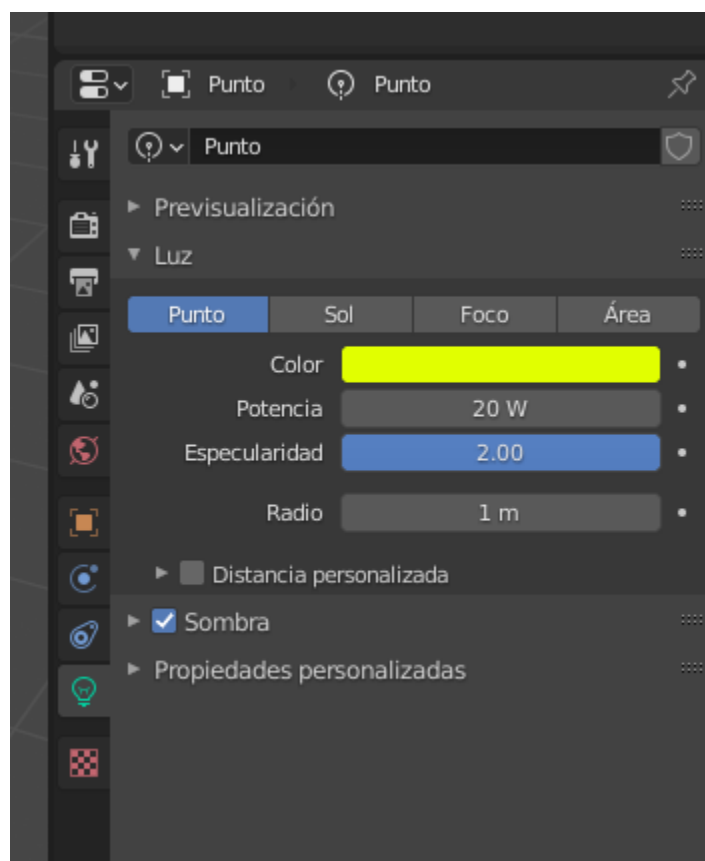 Punto Punto
Punto
Previsualización
Luz
Punto Sol Foco Área
Color
Potencia 20 W
Especularidad 2.00
Radio 1 m
Distancia personalizada
Sombra
Propiedades personalizadas